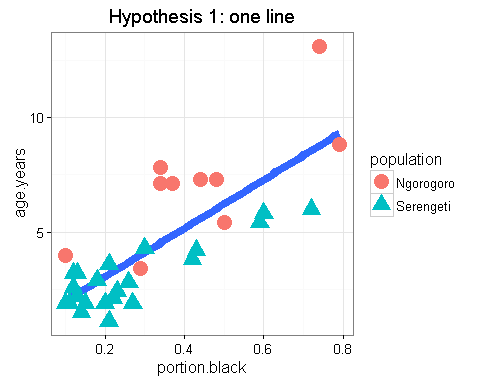 Hypothesis 1: one line
age.years
10
5
0.2
0.4
0.6
0.8
portion.black
population
Ngorogoro
Serengeti